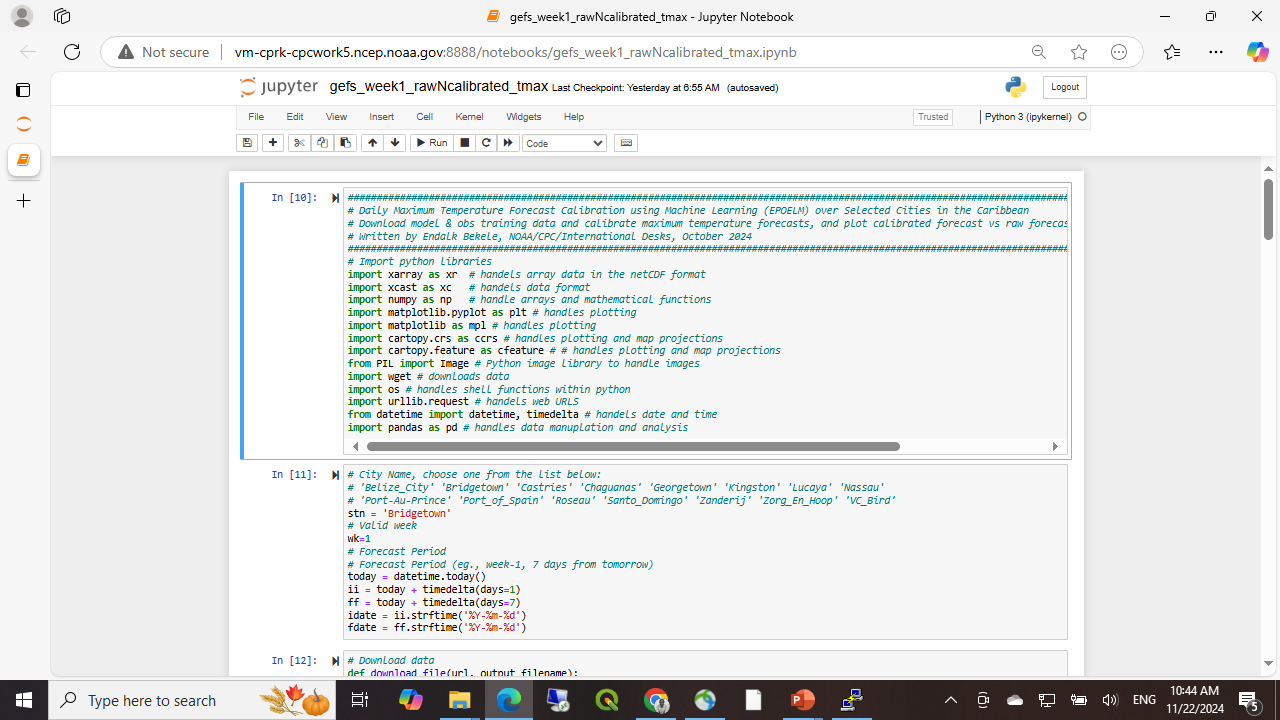 gefs_week1_rawNcalibrated_tmax - Jupyter Notebook
Not secure
vm-cprk-cpcwork5.ncep.noaa.gov:8888/notebooks/gefs_week1_rawNcalibrated_tmax.ipynb
jupyter gefs_week1_rawNcalibrated_tmax Last Checkpoint: Yesterday at 6:55 AM (autosaved)
Logout
File Edit View Insert Cell Kernel Widgets Help
Trusted
Python 3 (ipykernel)
Run
Code
In [10]:
################################################################################
# Daily Maximum Temperature Forecast Calibration using Machine Learning (EPOELM) over Selected Cities in the Caribbean
# Download model & obs training data and calibrate maximum temperature forecasts, and plot calibrated forecast vs raw forecas
# Written by Endalk Bekele, NOAA/CPC/International Desks, October 2024
################################################################################
# Import python libraries
import xarray as xr # handels array data in the netCDF format
import xcast as xc # handels data format
import numpy as np # handle arrays and mathematical functions
import matplotlib.pyplot as plt # handles plotting
import matplotlib as mpl # handles plotting
import cartopy.crs as ccrs # handles plotting and map projections
import cartopy.feature as cfeature # # handles plotting and map projections
from PIL import Image # Python image library to handle images
import wget # downloads data
import os # handles shell functions within python
import urllib.request # handels web URLS
from datetime import datetime, timedelta # handels date and time
import pandas as pd # handles data manuplation and analysis
In [11]:
# City Name, choose one from the list below:
# 'Belize_City' 'Bridgetown' 'Castries' 'Chaguanas' 'Georgetown' 'Kingston' 'Lucaya' 'Nassau'
# 'Port-Au-Prince' 'Port_of_Spain' 'Roseau' 'Santo_Domingo' 'Zanderij' 'Zorg_En_Hoop' 'VC_Bird'
stn = 'Bridgetown'
# Valid week
wk=1
# Forecast Period
# Forecast Period (eg., week-1, 7 days from tomorrow)
today = datetime.today()
ii = today + timedelta(days=1)
ff = today + timedelta(days=7)
idate = ii.strftime('%Y-%m-%d')
fdate = ff.strftime('%Y-%m-%d')
In [12]:
# Download data
def download_file(url, output_filename):
Type here to search
ENG
10:44 AM
11/22/2024
5